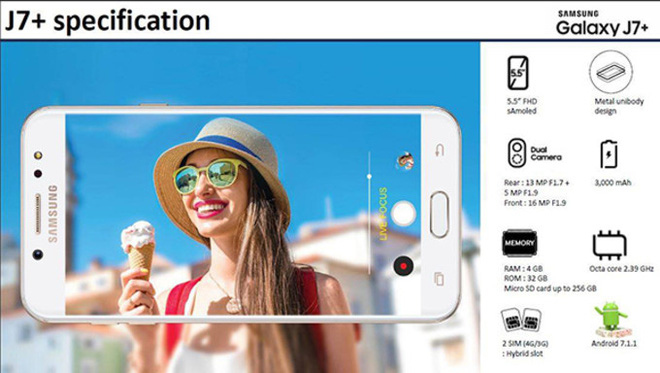 J7+ specification
SAMSUNG
Galaxy J7+
SAMSUNG
LIVE FOCUS
5.5"
5.5" FHD
sAmoled
Metal unibody
design
Dual
Camera
Rear : 13 MP F1.7 +
5 MP F1.9
Front : 16 MP F1.9
3,000 mAh
MEMORY
RAM : 4 GB
ROM : 32 GB
Micro SD card up to 256 GB
Octa core 2.39 GHz
2 SIM (4G/3G)
: Hybrid slot
Android 7.1.1